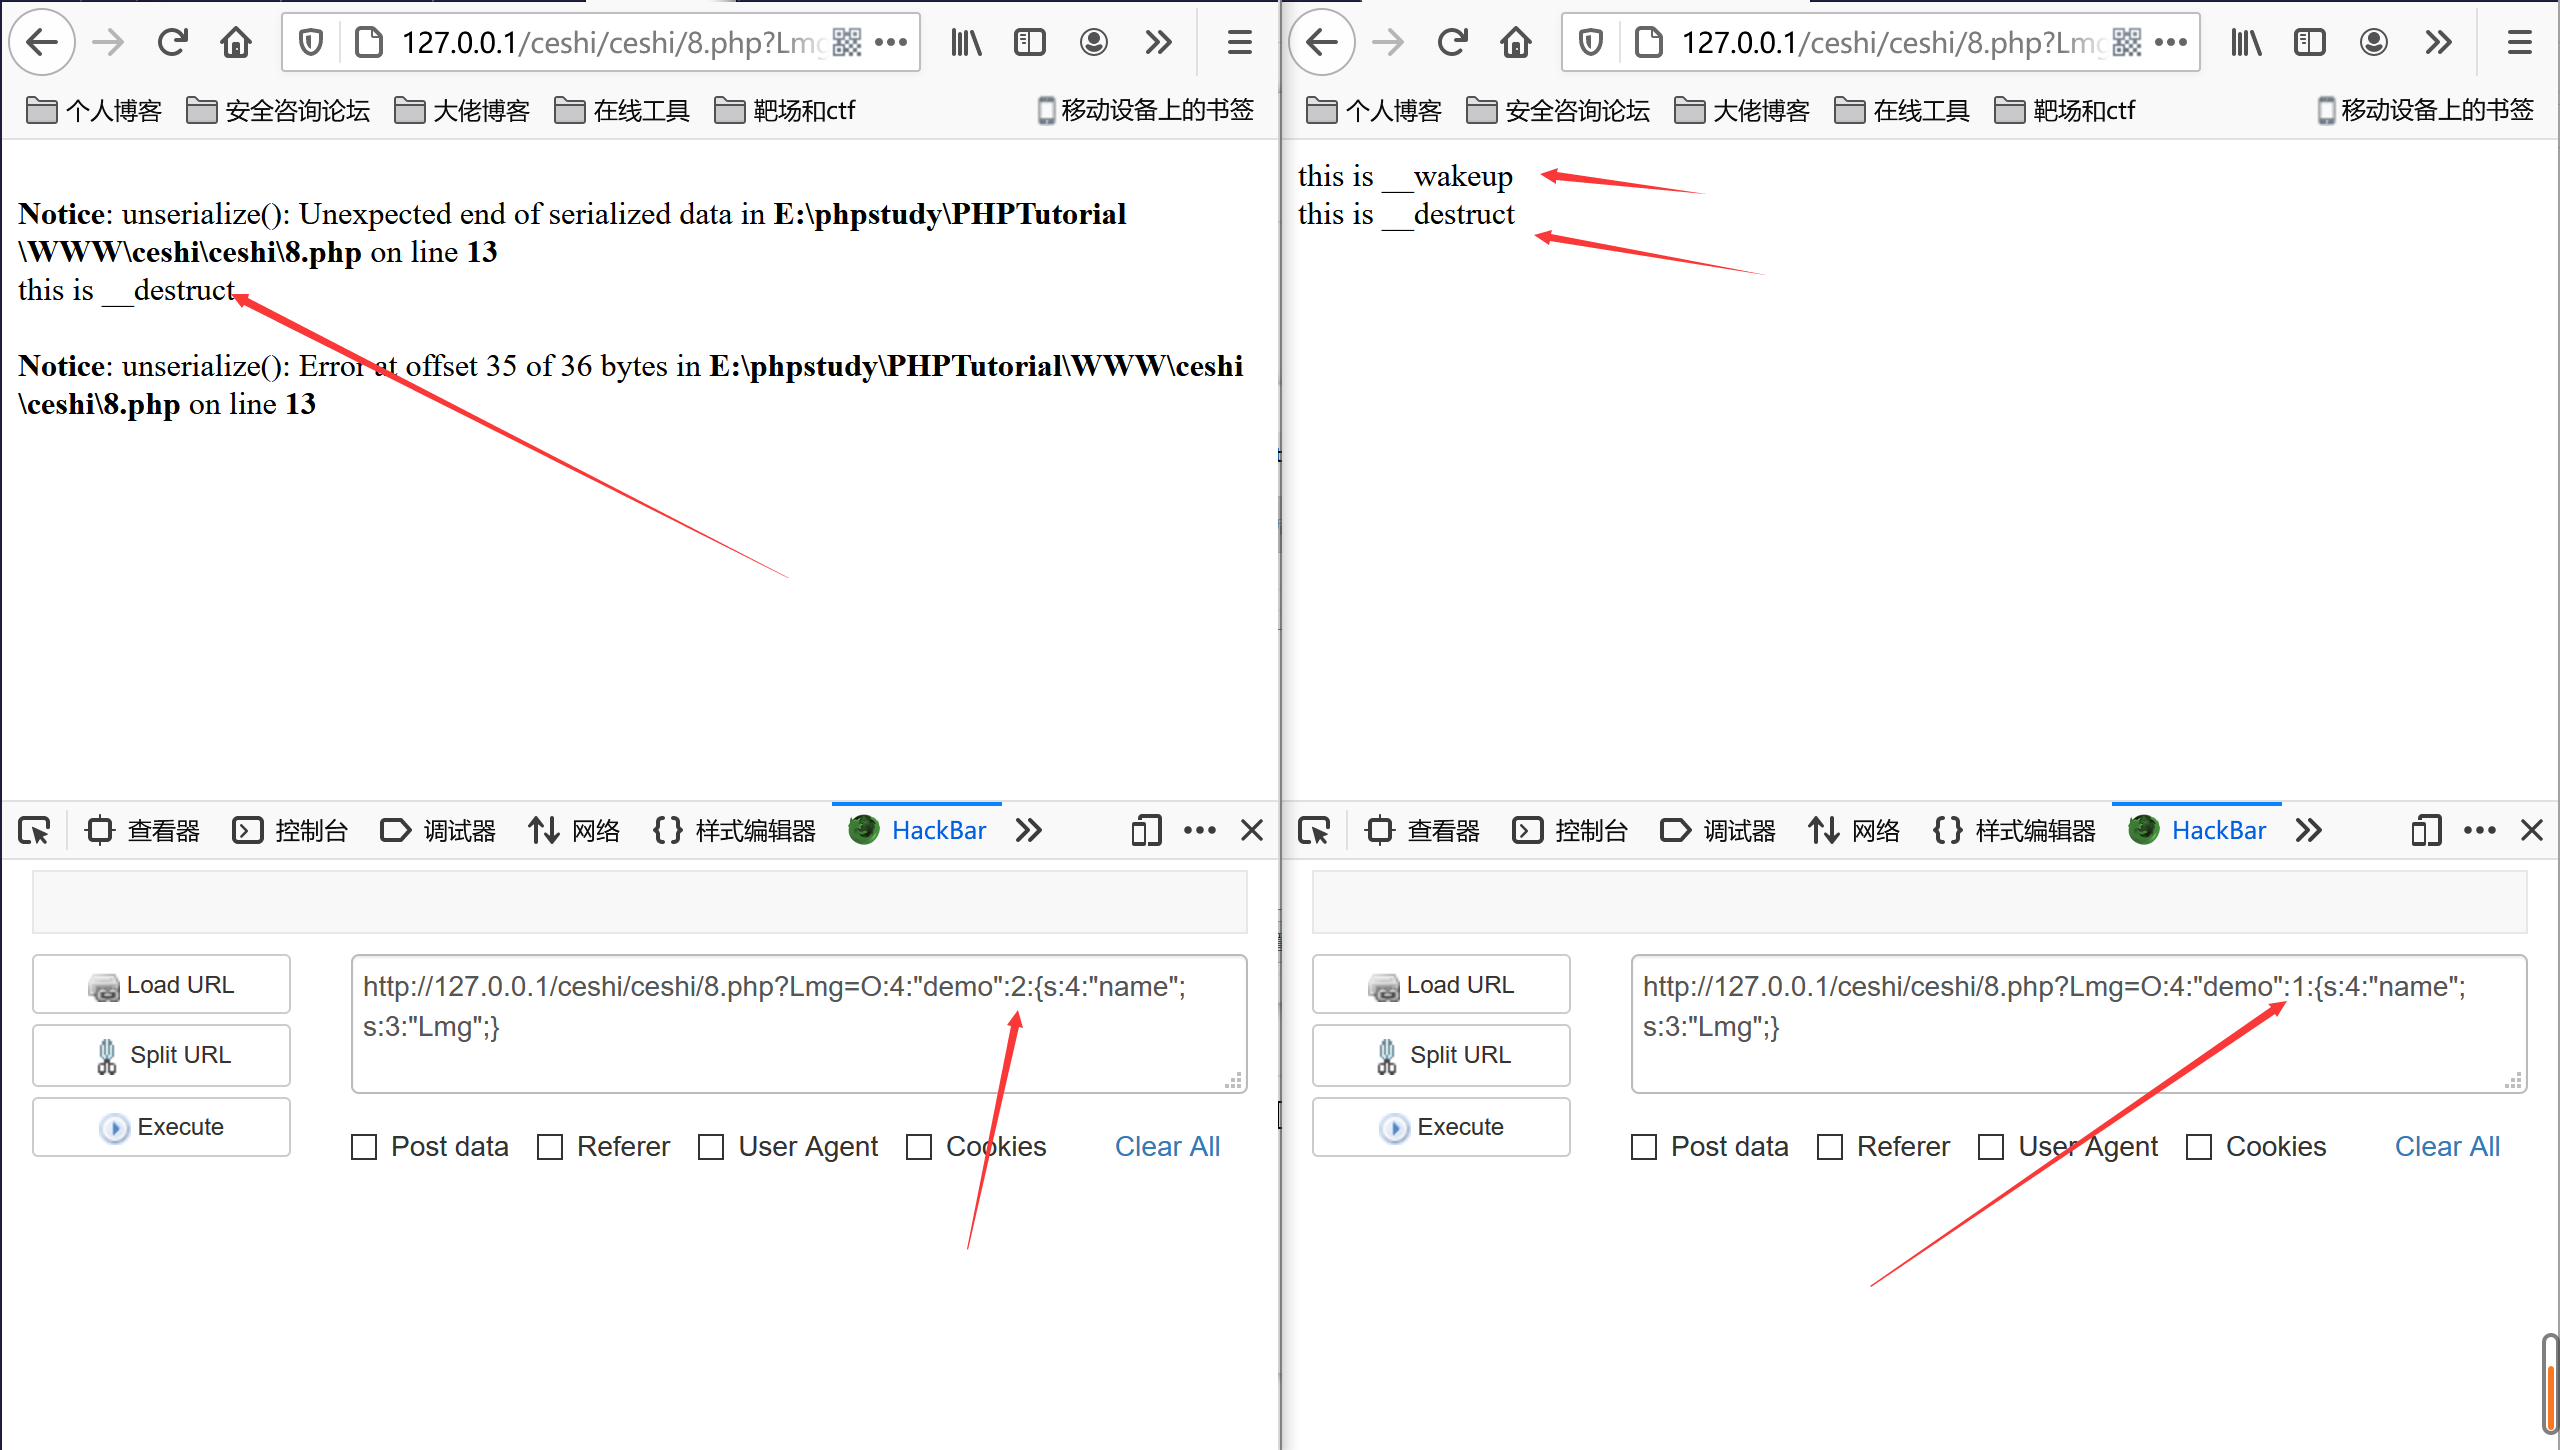 127.0.0.1/ceshi/ceshi/8.php?Lmg
个人博客 安全咨询论坛 大佬博客 在线工具 靶场和ctf 移动设备上的书签
Notice: unserialize(): Unexpected end of serialized data in E:\phpstudy\PHPTutorial
\WWW\ceshi\ceshi\8.php on line 13
this is __destruct
Notice: unserialize(): Error at offset 35 of 36 bytes in E:\phpstudy\PHPTutorial\WWW\ceshi
\ceshi\8.php on line 13
查看器 控制台 调试器 网络 样式编辑器 HackBar
Load URL
Split URL
Execute
http://127.0.0.1/ceshi/ceshi/8.php?Lmg=O:4:"demo":2:{s:4:"name";
s:3:"Lmg";}
Post data Referer User Agent Cookies Clear All
127.0.0.1/ceshi/ceshi/8.php?Lmg
个人博客 安全咨询论坛 大佬博客 在线工具 靶场和ctf 移动设备上的书签
this is __wakeup
this is __destruct
查看器 控制台 调试器 网络 样式编辑器 HackBar
Load URL
Split URL
Execute
http://127.0.0.1/ceshi/ceshi/8.php?Lmg=O:4:"demo":1:{s:4:"name";
s:3:"Lmg";}
Post data Referer User Agent Cookies Clear All